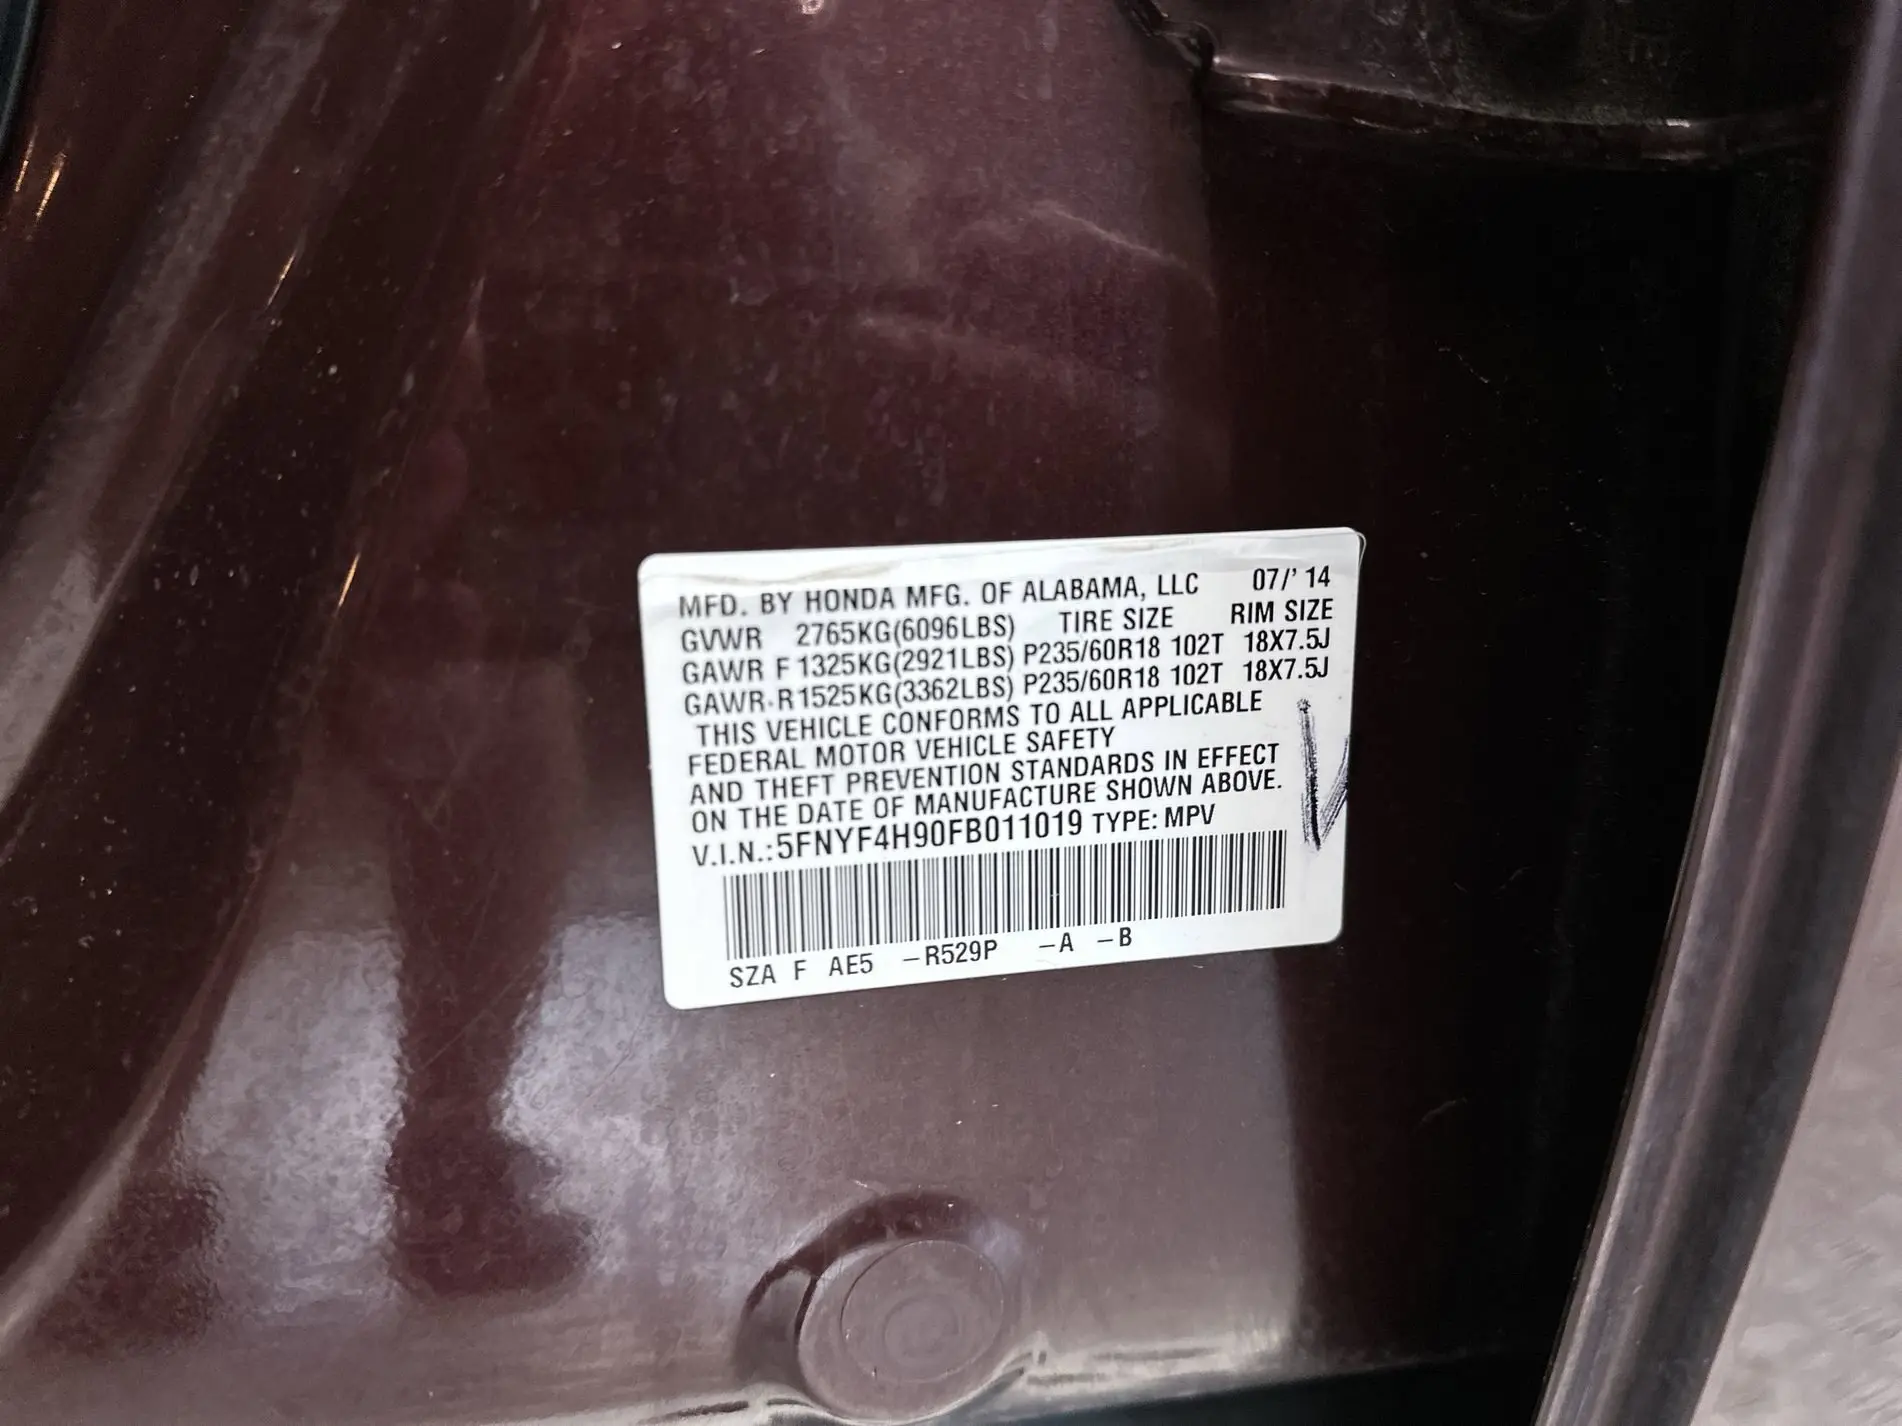 MFD. BY HONDA MFG. OF ALABAMA, LLC 07/' 14
GVWR 2765KG(6096LBS) TIRE SIZE RIM SIZE
GAWR F 1325KG(2921LBS) P235/60R18 102T 18X7.5J
GAWR-R1525KG(3362LBS) P235/60R18 102T 18X7.5J
THIS VEHICLE CONFORMS TO ALL APPLICABLE
FEDERAL MOTOR VEHICLE SAFETY
AND THEFT PREVENTION STANDARDS IN EFFECT
ON THE DATE OF MANUFACTURE SHOWN ABOVE.
V.I.N.:5FNYF4H90FB011019 TYPE: MPV
SZA F AE5 -R529P -A -B